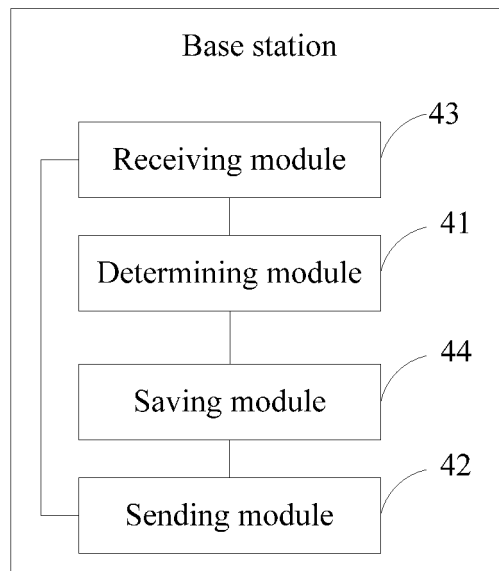 Base station
43
Receiving module
41
Determining module
44
Saving module
42
Sending module